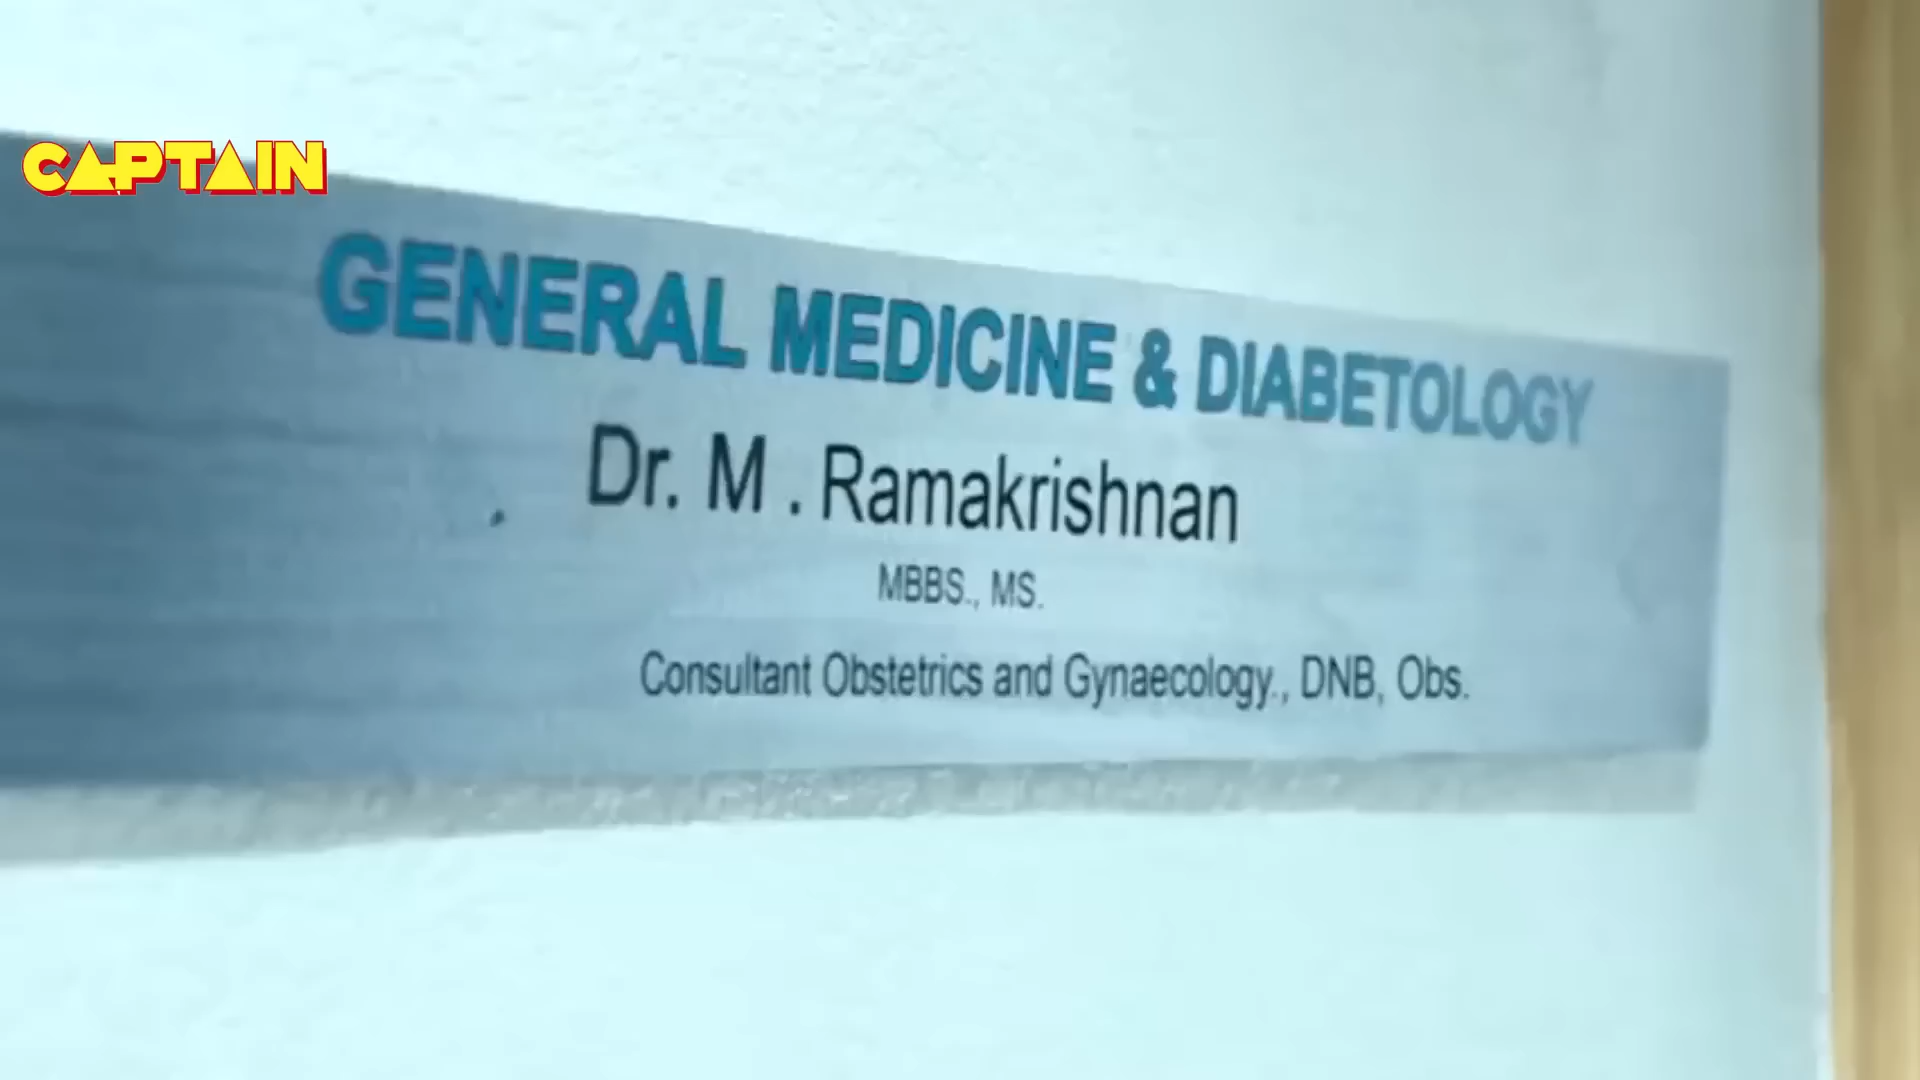 CAPTAIN
GENERAL MEDICINE & DIABETOLOGY
Dr. M . Ramakrishnan
MBBS., MS.
Consultant Obstetrics and Gynaecology., DNB, Obs.